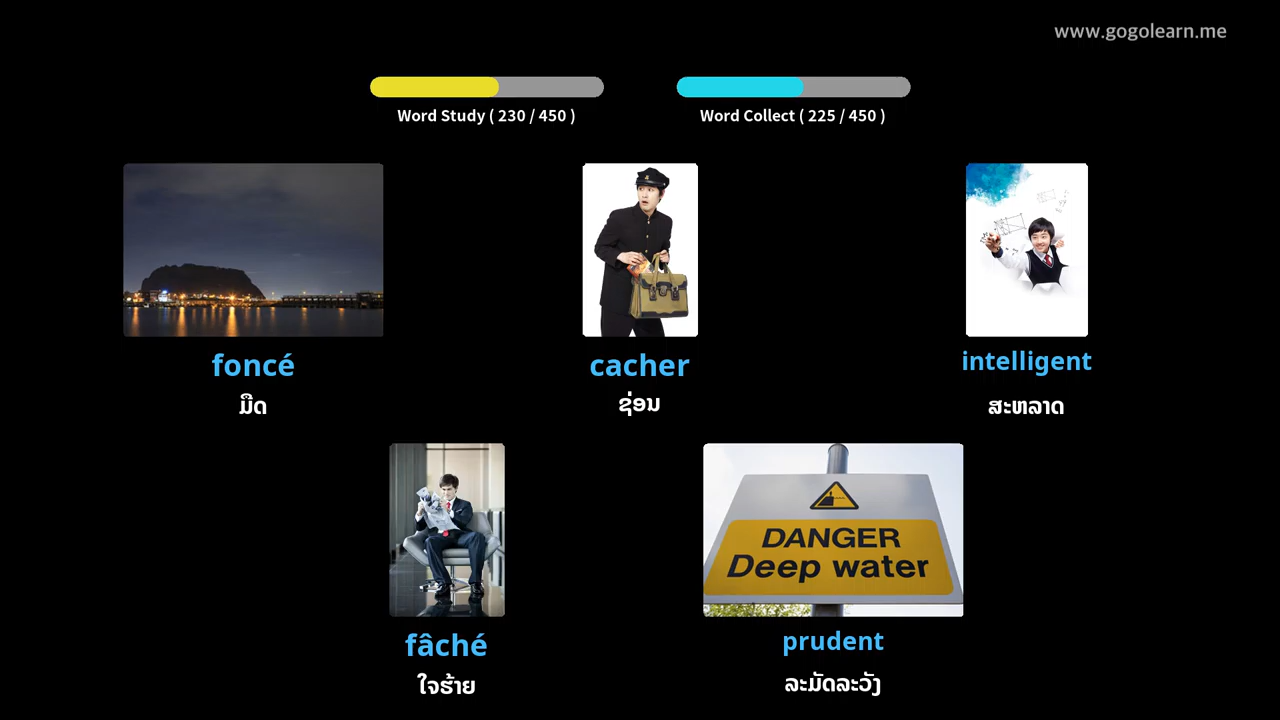 www.gogolearn.me
Word Study ( 230 / 450 )
Word Collect ( 225 / 450 )
foncé
cacher
intelligent
ມືດ
ຊ່ອນ
ສະຫລາດ
DANGER
Deep water
fâché
prudent
ໃຈຮ້າຍ
ລະມັດລະວັງ